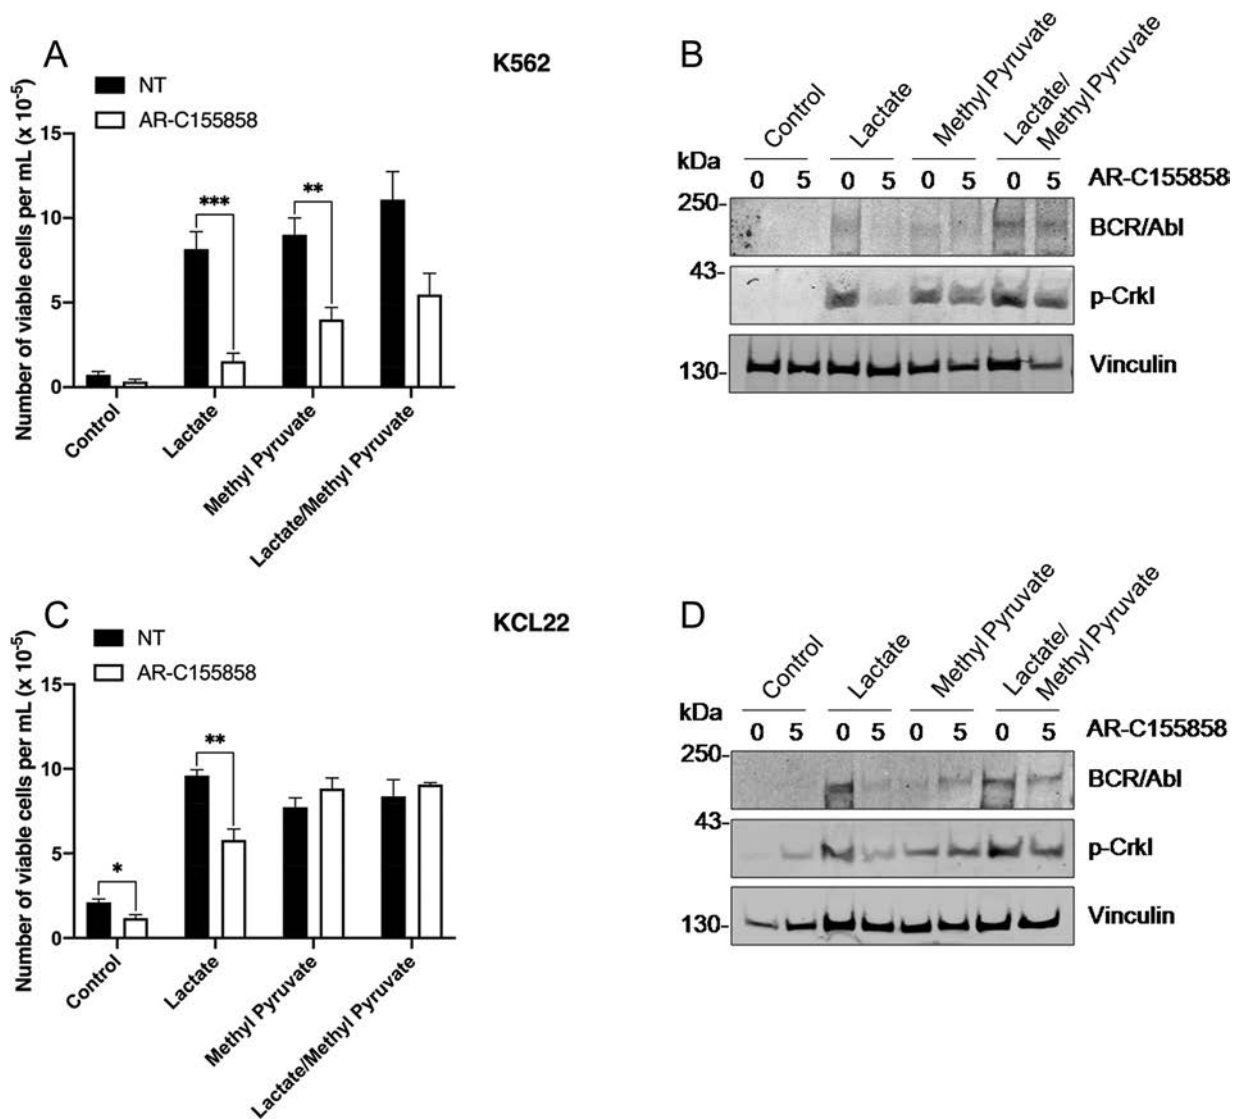 A
K562
NT
AR-C155858
Number of viable cells per mL (x 10⁻⁵)
15
10
5
0
***
**
Control
Lactate
Methyl Pyruvate
Lactate/Methyl Pyruvate
B
Control
Lactate
Methyl Pyruvate
Lactate/
Methyl Pyruvate
kDa
0 5 0 5 0 5 0 5 AR-C155858
250-
BCR/Abl
43-
p-Crkl
130-
Vinculin
C
KCL22
NT
AR-C155858
Number of viable cells per mL (x 10⁻⁵)
15
10
5
0
*
**
Control
Lactate
Methyl Pyruvate
Lactate/Methyl Pyruvate
D
Control
Lactate
Methyl Pyruvate
Lactate/
Methyl Pyruvate
kDa
0 5 0 5 0 5 0 5 AR-C155858
250-
BCR/Abl
43-
p-Crkl
130-
Vinculin